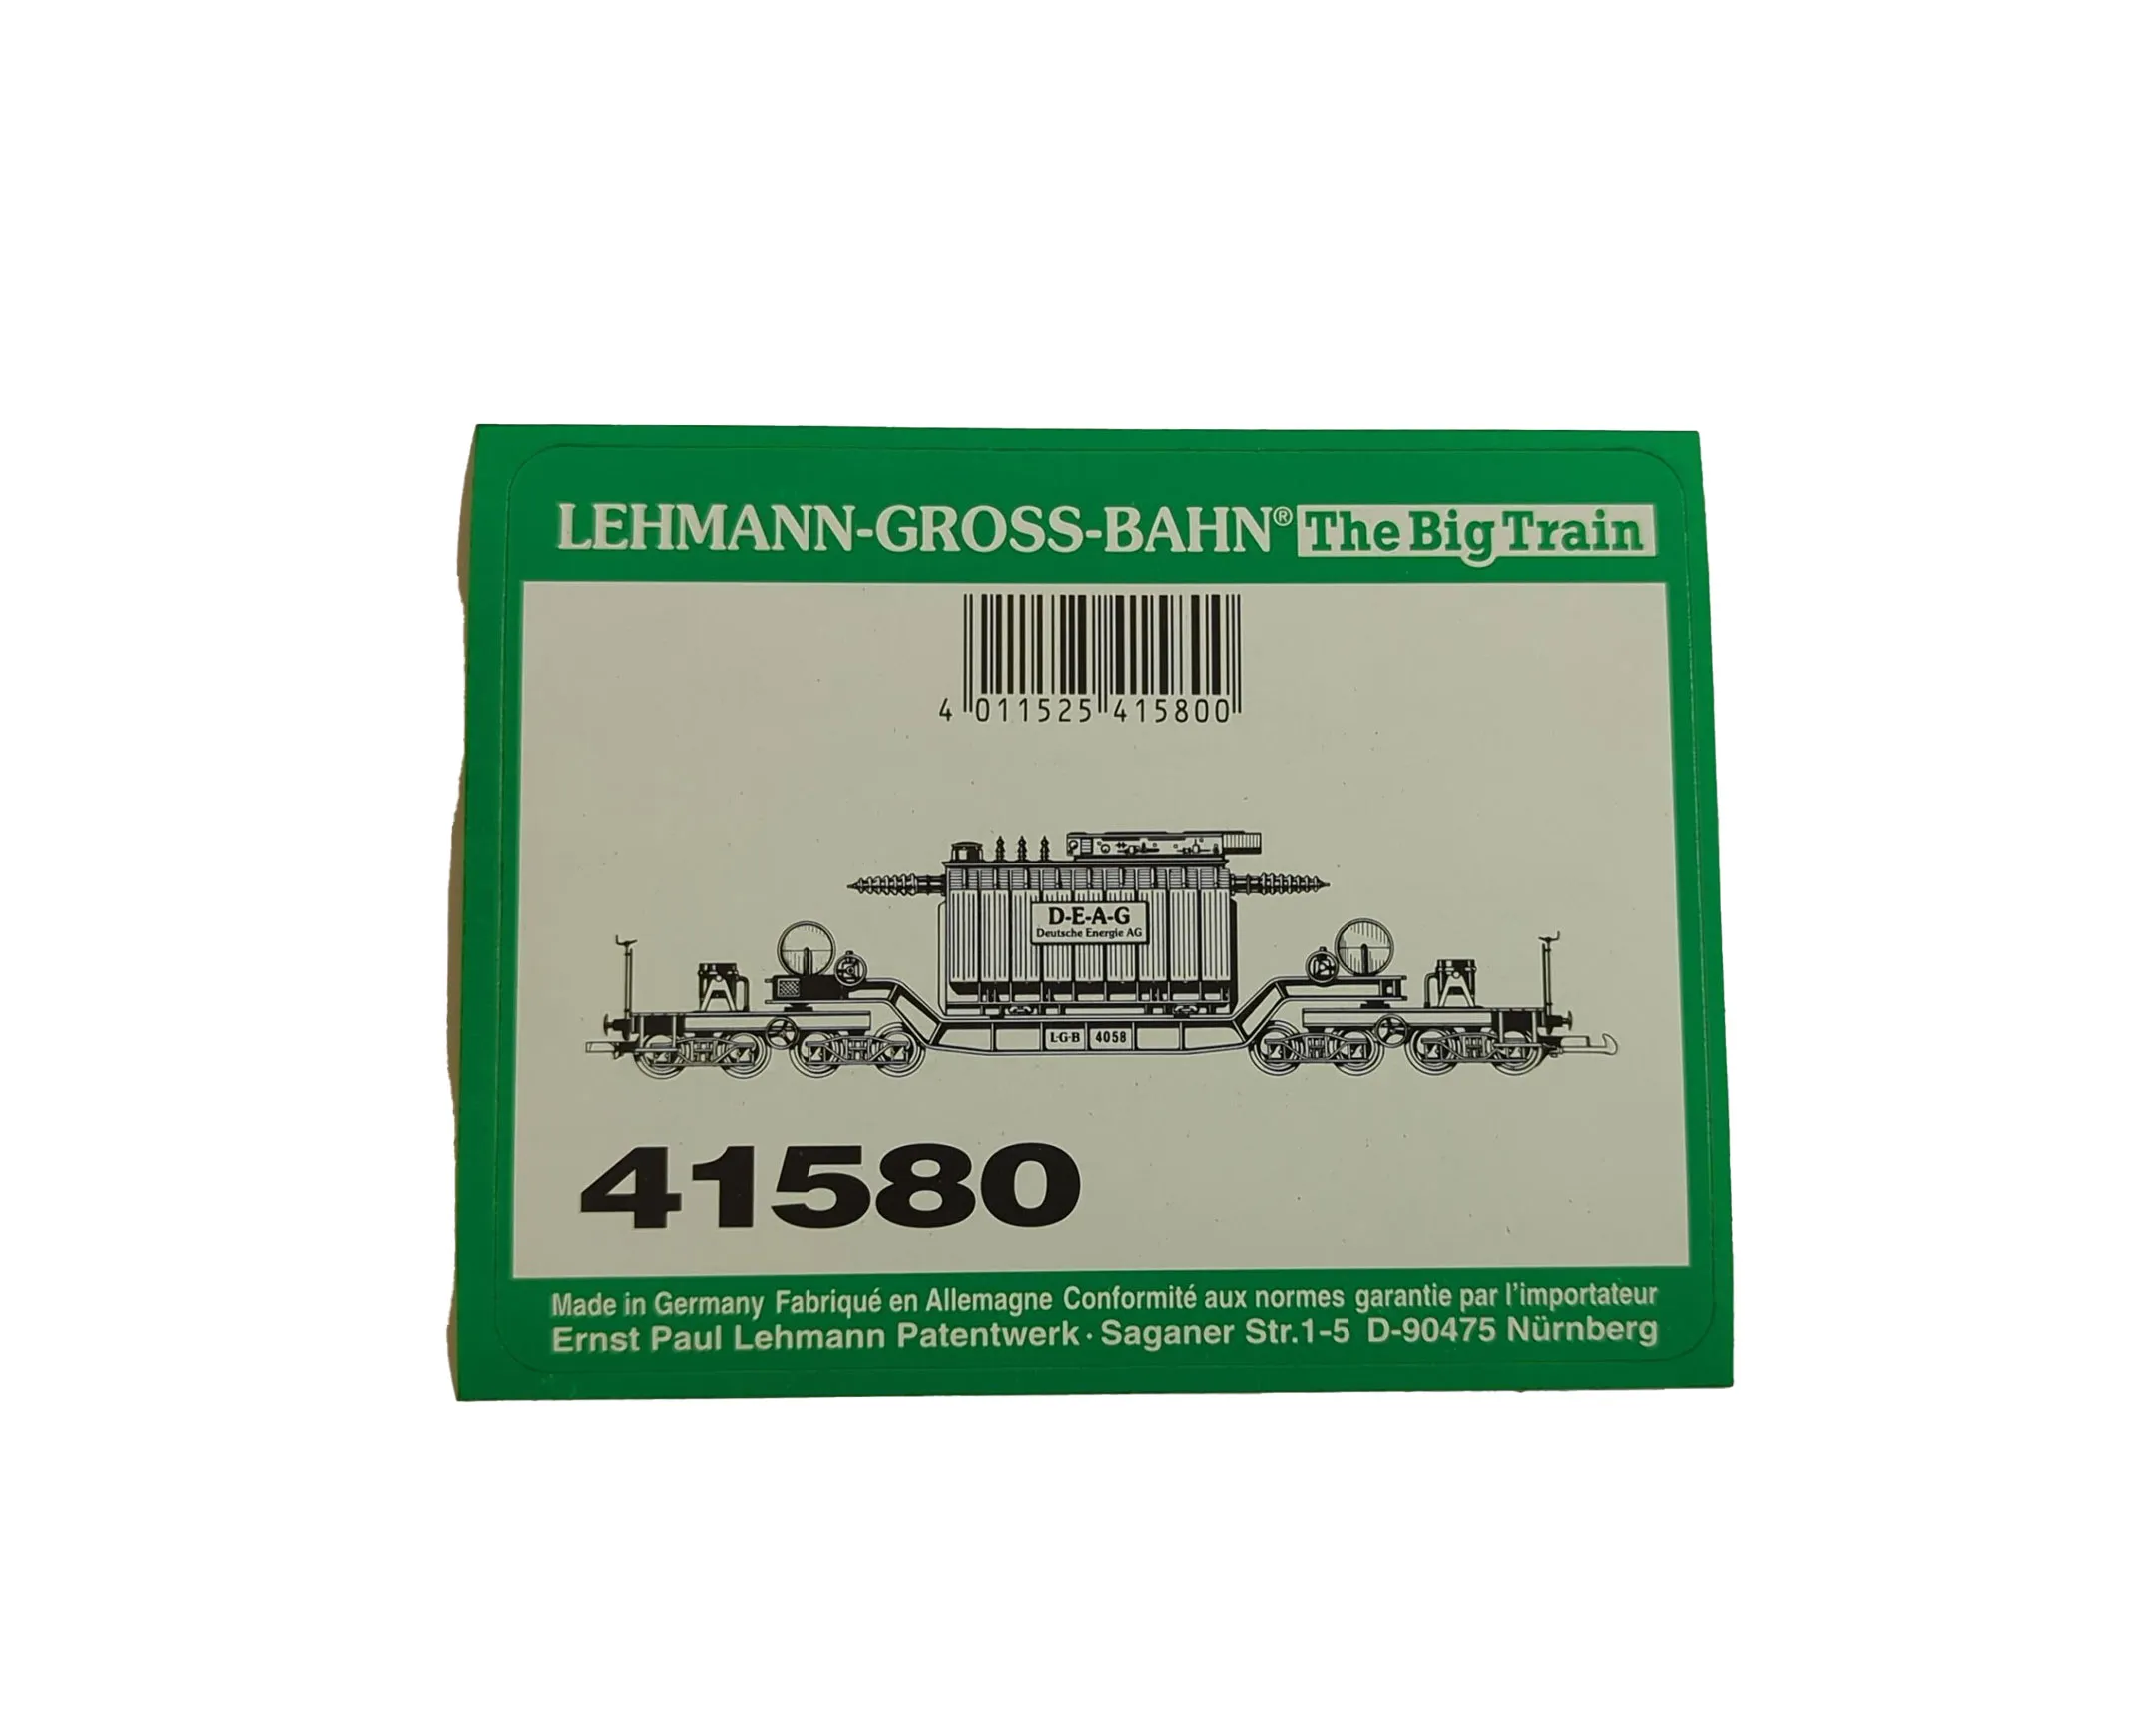 LEHMANN-GROSS-BAHN® The Big Train
4 011525 415800
D-E-A-G
Deutsche Energie AG
L·G·B 4058
41580
Made in Germany Fabriqué en Allemagne Conformité aux normes garantie par l'importateur
Ernst Paul Lehmann Patentwerk · Saganer Str.1-5 D-90475 Nürnberg